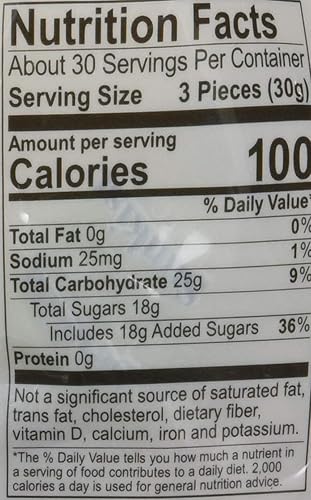 Nutrition Facts
About 30 Servings Per Container
Serving Size 3 Pieces (30g)
Amount per serving
Calories 100
% Daily Value*
Total Fat 0g 0%
Sodium 25mg 1%
Total Carbohydrate 25g 9%
Total Sugars 18g
Includes 18g Added Sugars 36%
Protein 0g
Not a significant source of saturated fat,
trans fat, cholesterol, dietary fiber,
vitamin D, calcium, iron and potassium.
*The % Daily Value tells you how much a nutrient in
a serving of food contributes to a daily diet. 2,000
calories a day is used for general nutrition advice.